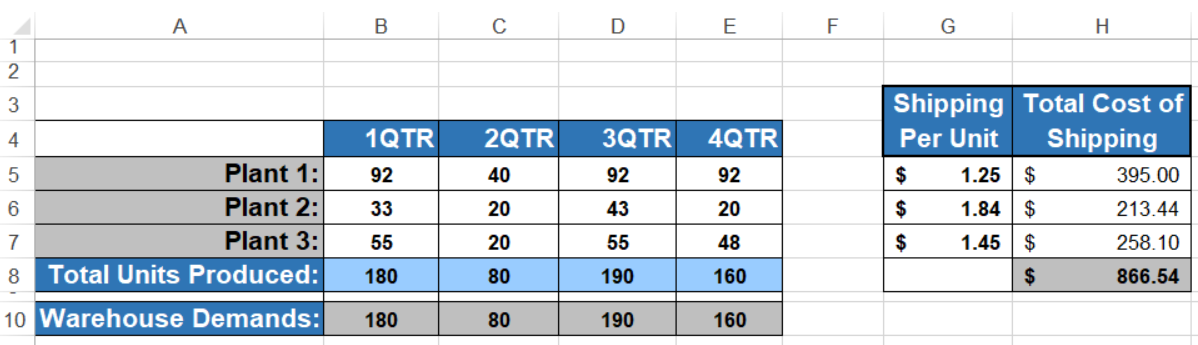 A B C D E F G H
1
2
3 Shipping Total Cost of
4 1QTR 2QTR 3QTR 4QTR Per Unit Shipping
5 Plant 1: 92 40 92 92 $ 1.25 $ 395.00
6 Plant 2: 33 20 43 20 $ 1.84 $ 213.44
7 Plant 3: 55 20 55 48 $ 1.45 $ 258.10
8 Total Units Produced: 180 80 190 160 $ 866.54
10 Warehouse Demands: 180 80 190 160